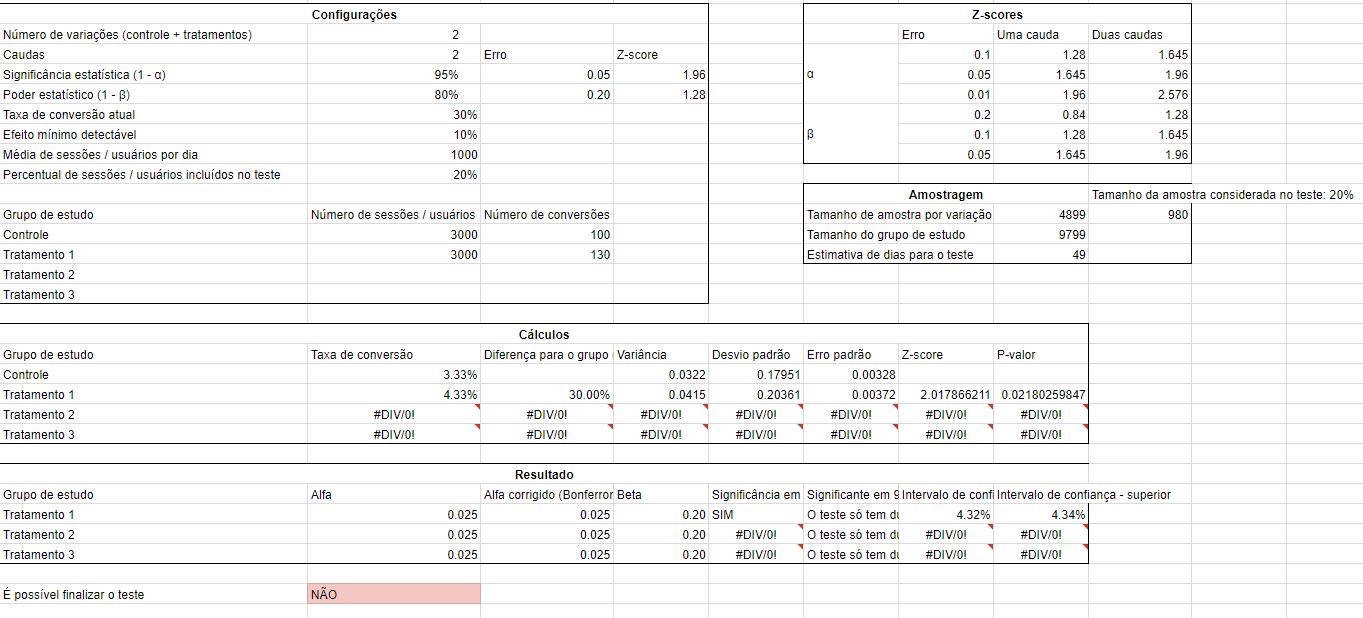 Configurações
Número de variações (controle + tratamentos) 2
Caudas 2 Erro Z-score
Significância estatística (1 - α) 95% 0.05 1.96
Poder estatístico (1 - β) 80% 0.20 1.28
Taxa de conversão atual 30%
Efeito mínimo detectável 10%
Média de sessões / usuários por dia 1000
Percentual de sessões / usuários incluídos no teste 20%
Grupo de estudo Número de sessões / usuários Número de conversões
Controle 3000 100
Tratamento 1 3000 130
Tratamento 2
Tratamento 3
Z-scores
Erro Uma cauda Duas caudas
0.1 1.28 1.645
α 0.05 1.645 1.96
0.01 1.96 2.576
0.2 0.84 1.28
β 0.1 1.28 1.645
0.05 1.645 1.96
Amostragem Tamanho da amostra considerada no teste: 20%
Tamanho de amostra por variação 4899 980
Tamanho do grupo de estudo 9799
Estimativa de dias para o teste 49
Cálculos
Grupo de estudo Taxa de conversão Diferença para o grupo Variância Desvio padrão Erro padrão Z-score P-valor
Controle 3.33% 0.0322 0.17951 0.00328
Tratamento 1 4.33% 30.00% 0.0415 0.20361 0.00372 2.017866211 0.02180259847
Tratamento 2 #DIV/0! #DIV/0! #DIV/0! #DIV/0! #DIV/0! #DIV/0! #DIV/0!
Tratamento 3 #DIV/0! #DIV/0! #DIV/0! #DIV/0! #DIV/0! #DIV/0! #DIV/0!
Resultado
Grupo de estudo Alfa Alfa corrigido (Bonferror Beta Significância em Significante em 9 Intervalo de confi Intervalo de confiança - superior
Tratamento 1 0.025 0.025 0.20 SIM O teste só tem du 4.32% 4.34%
Tratamento 2 0.025 0.025 0.20 #DIV/0! O teste só tem du #DIV/0! #DIV/0!
Tratamento 3 0.025 0.025 0.20 #DIV/0! O teste só tem du #DIV/0! #DIV/0!
É possível finalizar o teste NÃO